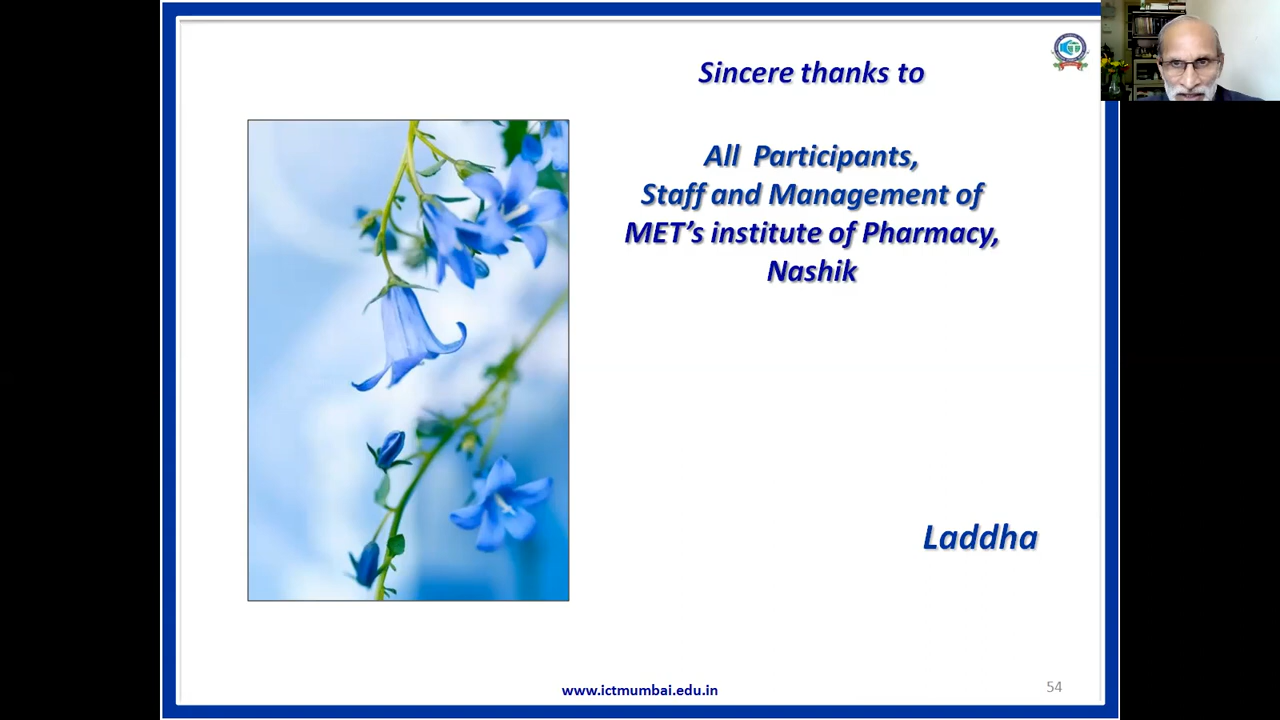 Sincere thanks to
All Participants,
Staff and Management of
MET's institute of Pharmacy,
Nashik
Laddha
www.ictmumbai.edu.in
54